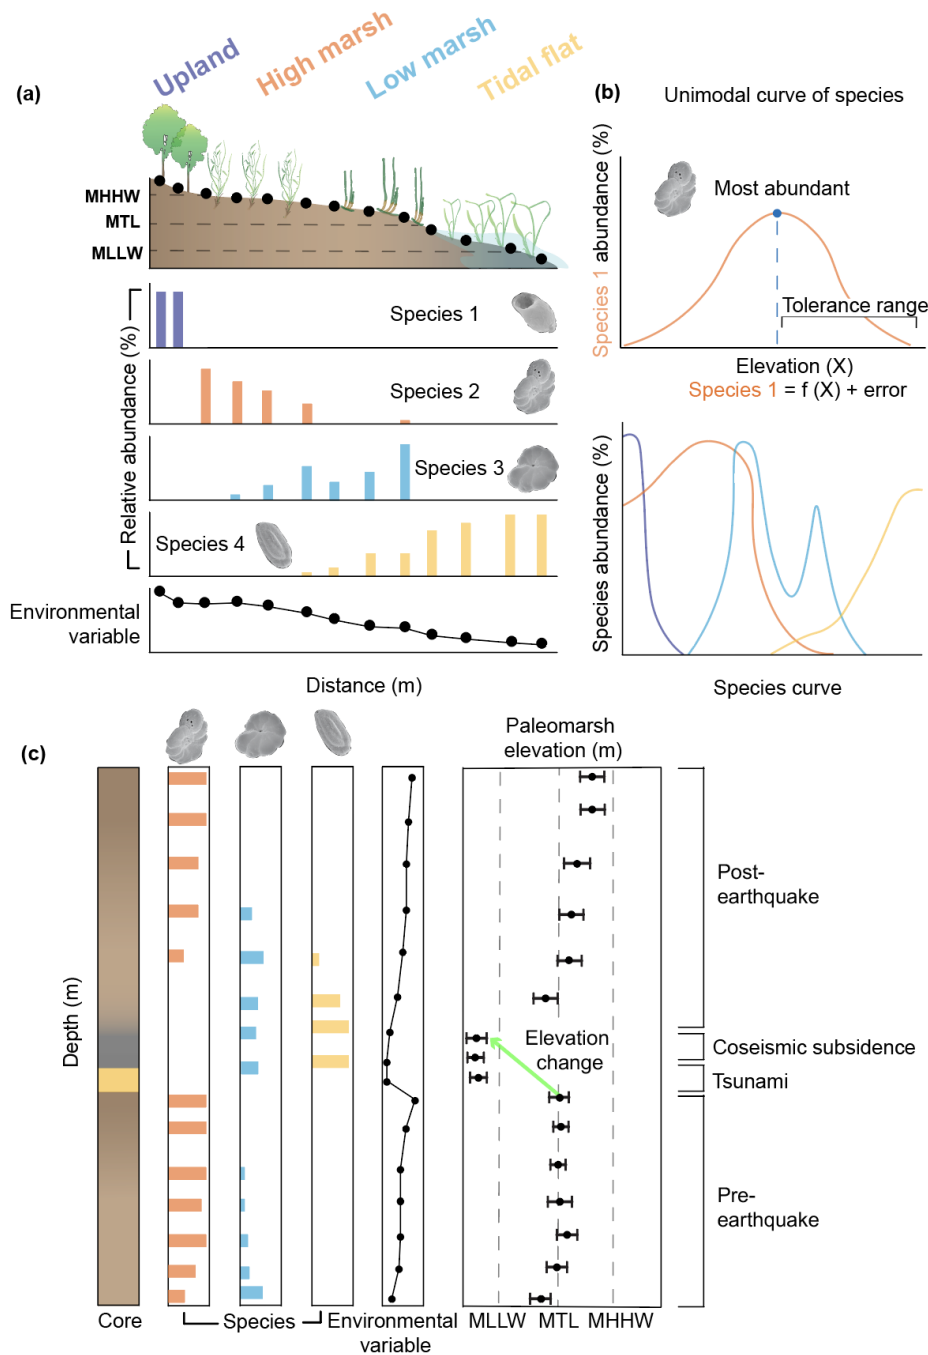 Upland
High marsh
Low marsh
Tidal flat
(a)
MHHW
MTL
MLLW
Relative abundance (%)
Species 1
Species 2
Species 3
Species 4
Environmental
variable
Distance (m)
(b)
Unimodal curve of species
Species 1 abundance (%)
Most abundant
Tolerance range
Elevation (X)
Species 1 = f (X) + error
Species abundance (%)
Species curve
(c)
Paleomarsh
elevation (m)
Depth (m)
Elevation
change
Post-
earthquake
Coseismic subsidence
Tsunami
Pre-
earthquake
Core
Species
Environmental
variable
MLLW MTL MHHW